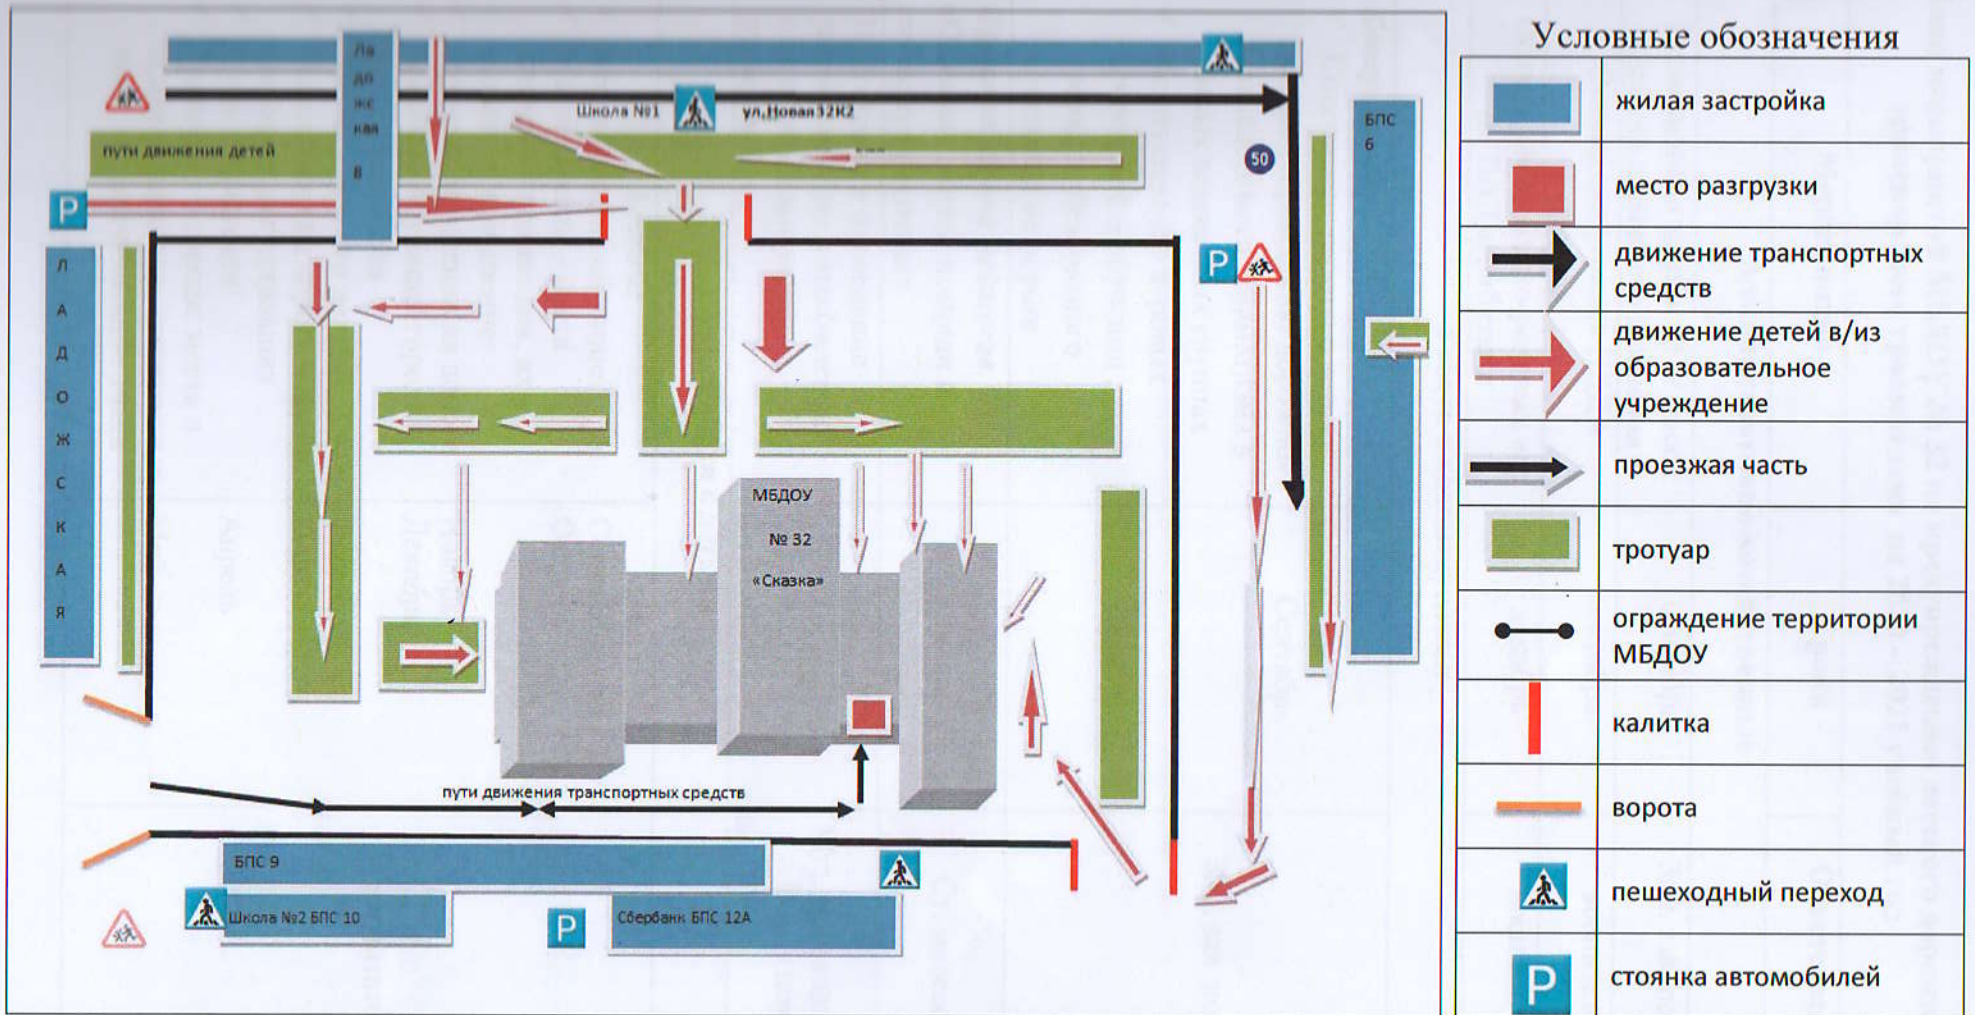 Ла
до
жс
кая
8
Школа №1
ул.Новая32К2
пути движения детей
50
БПС
6
P
P
Л
А
Д
О
Ж
С
К
А
Я
МБДОУ
№ 32
«Сказка»
пути движения транспортных средств
БПС 9
Школа №2 БПС 10
P
Сбербанк БПС 12А
Условные обозначения
жилая застройка
место разгрузки
движение транспортных
средств
движение детей в/из
образовательное
учреждение
проезжая часть
тротуар
ограждение территории
МБДОУ
калитка
ворота
пешеходный переход
P
стоянка автомобилей